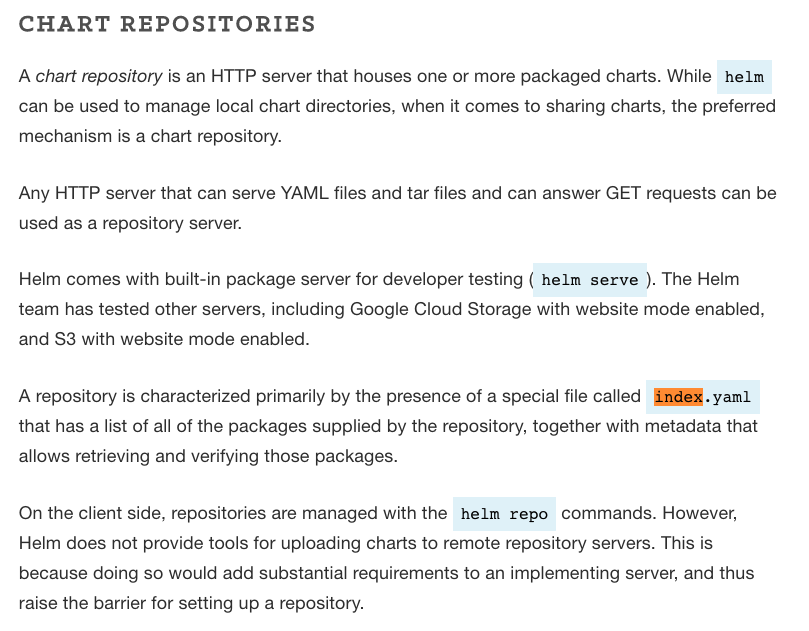 CHART REPOSITORIES
A chart repository is an HTTP server that houses one or more packaged charts. While helm
can be used to manage local chart directories, when it comes to sharing charts, the preferred
mechanism is a chart repository.
Any HTTP server that can serve YAML files and tar files and can answer GET requests can be
used as a repository server.
Helm comes with built-in package server for developer testing ( helm serve ). The Helm
team has tested other servers, including Google Cloud Storage with website mode enabled,
and S3 with website mode enabled.
A repository is characterized primarily by the presence of a special file called index.yaml
that has a list of all of the packages supplied by the repository, together with metadata that
allows retrieving and verifying those packages.
On the client side, repositories are managed with the helm repo commands. However,
Helm does not provide tools for uploading charts to remote repository servers. This is
because doing so would add substantial requirements to an implementing server, and thus
raise the barrier for setting up a repository.